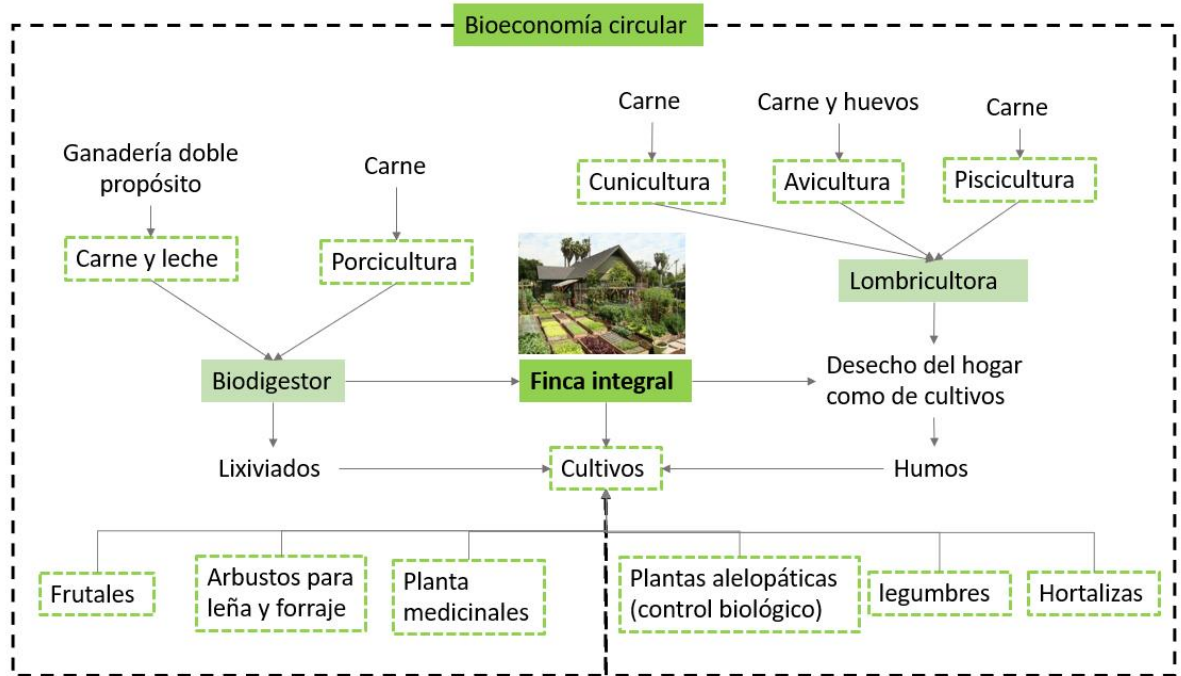 Bioeconomía circular
Carne
Carne y huevos
Carne
Ganadería doble
propósito
Carne
Cunicultura
Avicultura
Piscicultura
Carne y leche
Porcicultura
Lombricultora
Biodigestor
Finca integral
Desecho del hogar
como de cultivos
Lixiviados
Cultivos
Humos
Frutales
Arbustos para
leña y forraje
Planta
medicinales
Plantas alelopáticas
(control biológico)
legumbres
Hortalizas